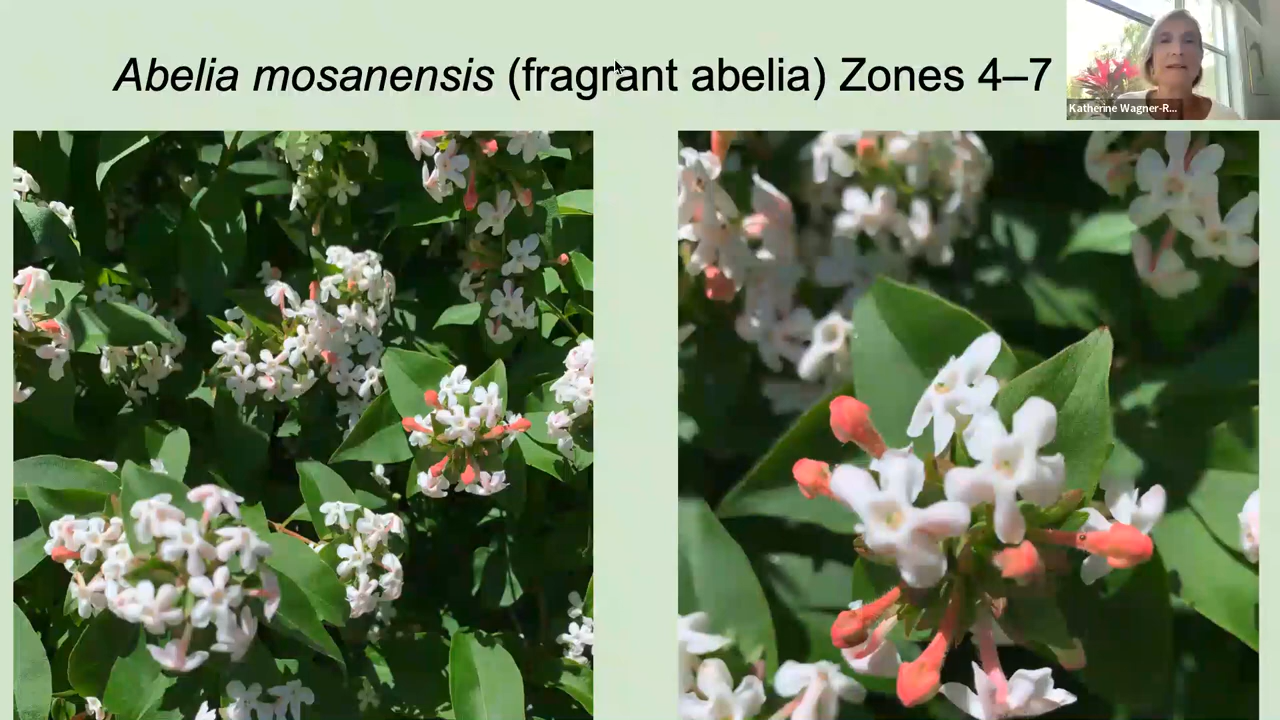 Abelia mosanensis (fragrant abelia) Zones 4–7
Katherine Wagner-R...